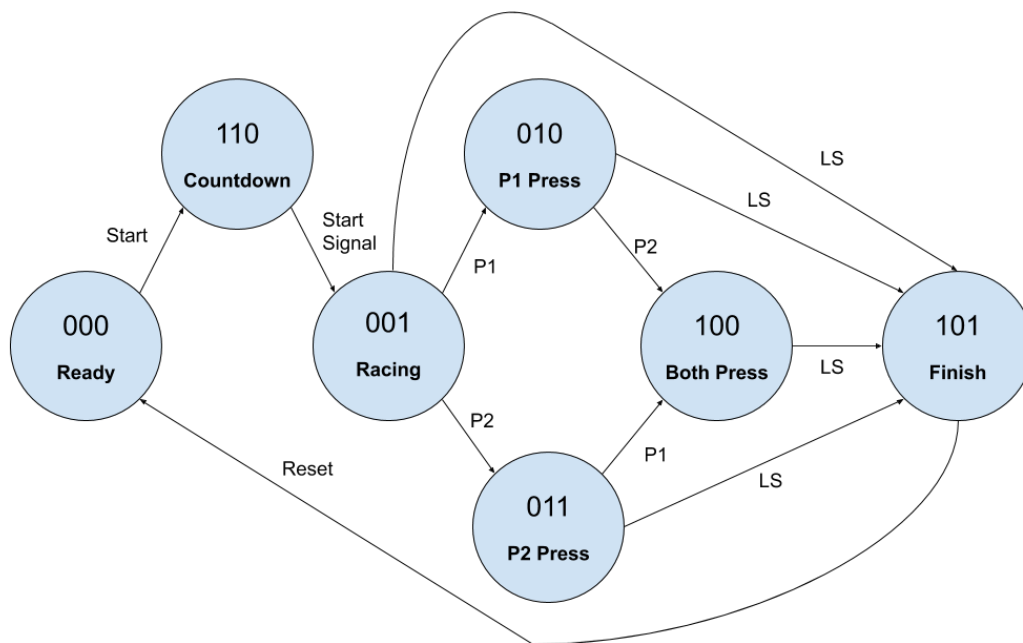 110
Countdown
010
P1 Press
LS
LS
Start
Start
Signal
P1
P2
000
Ready
001
Racing
100
Both Press
LS
101
Finish
P2
P1
Reset
LS
011
P2 Press